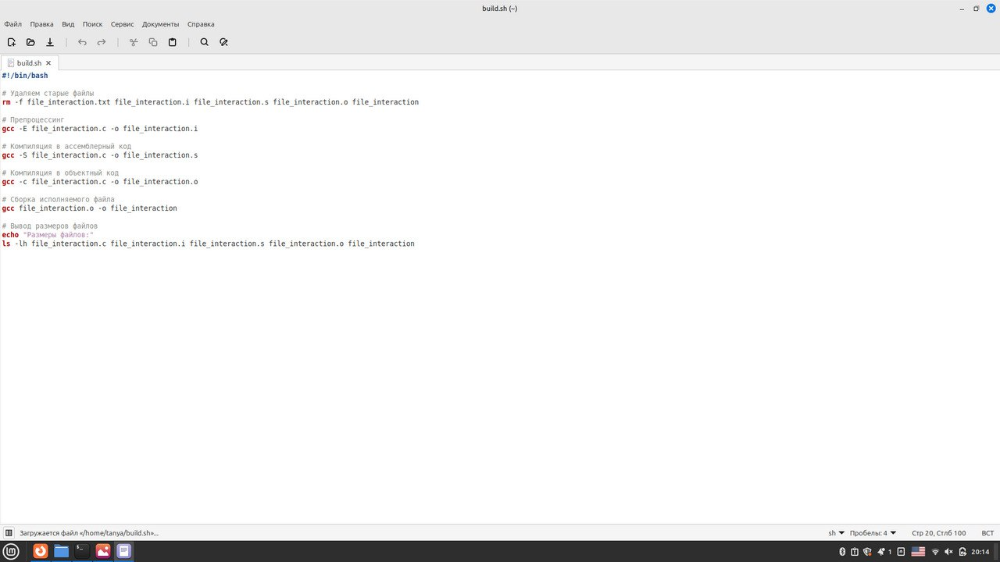 build.sh (~)
Файл Правка Вид Поиск Сервис Документы Справка
build.sh
#!/bin/bash
# Удаляем старые файлы
rm -f file_interaction.txt file_interaction.i file_interaction.s file_interaction.o file_interaction
# Препроцессинг
gcc -E file_interaction.c -o file_interaction.i
# Компиляция в ассемблерный код
gcc -S file_interaction.c -o file_interaction.s
# Компиляция в объектный код
gcc -c file_interaction.c -o file_interaction.o
# Сборка исполняемого файла
gcc file_interaction.o -o file_interaction
# Вывод размеров файлов
echo "Размеры файлов:"
ls -lh file_interaction.c file_interaction.i file_interaction.s file_interaction.o file_interaction
Загружается файл «/home/tanya/build.sh»... sh Пробелы: 4 Стр 20, Стлб 100 ВСТ
1 20:14